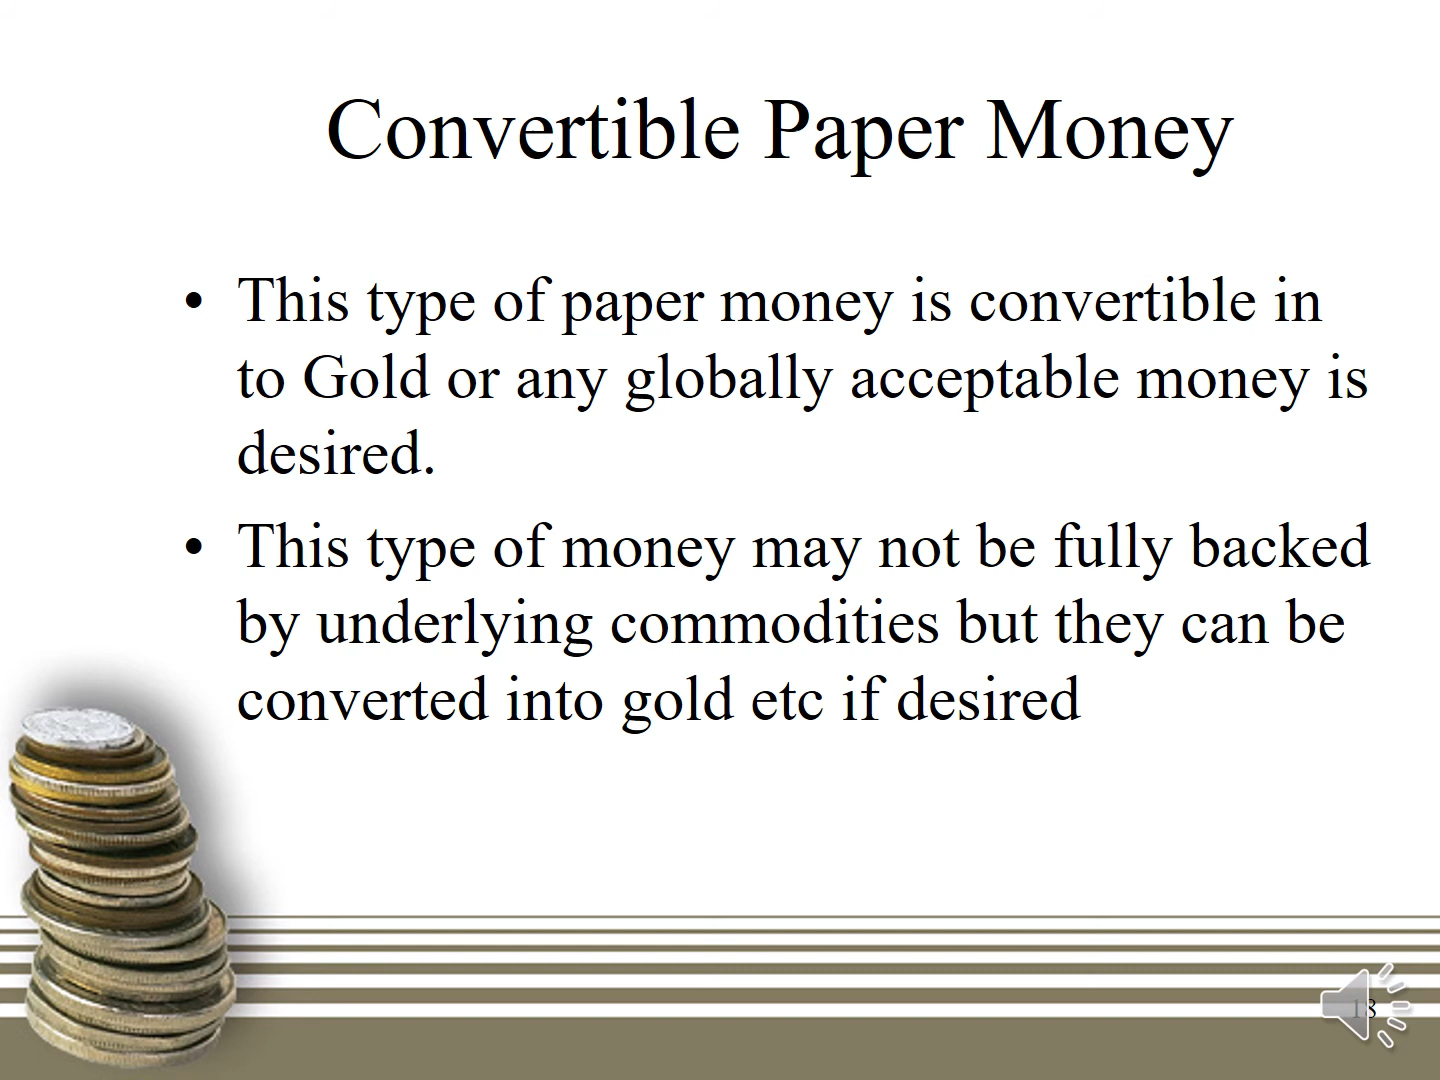 Convertible Paper Money
• This type of paper money is convertible in
to Gold or any globally acceptable money is
desired.
• This type of money may not be fully backed
by underlying commodities but they can be
converted into gold etc if desired
18